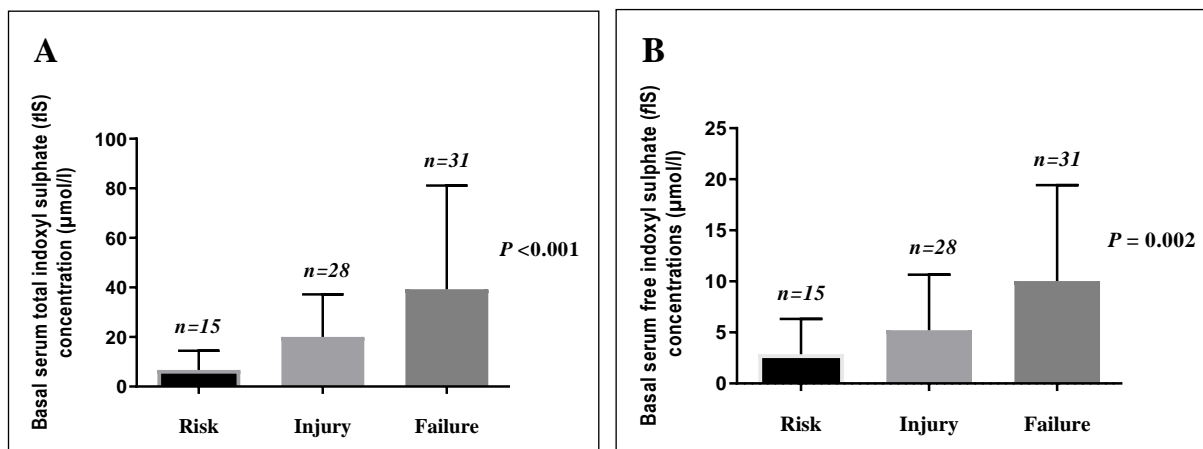 A
Basal serum total indoxyl sulphate (tIS)
concentration (µmol/l)
100
80
60
40
20
0
n=15
n=28
n=31
P <0.001
Risk Injury Failure
B
Basal serum free indoxyl sulphate (fIS)
concentrations (µmol/l)
25
20
15
10
5
0
n=15
n=28
n=31
P = 0.002
Risk Injury Failure